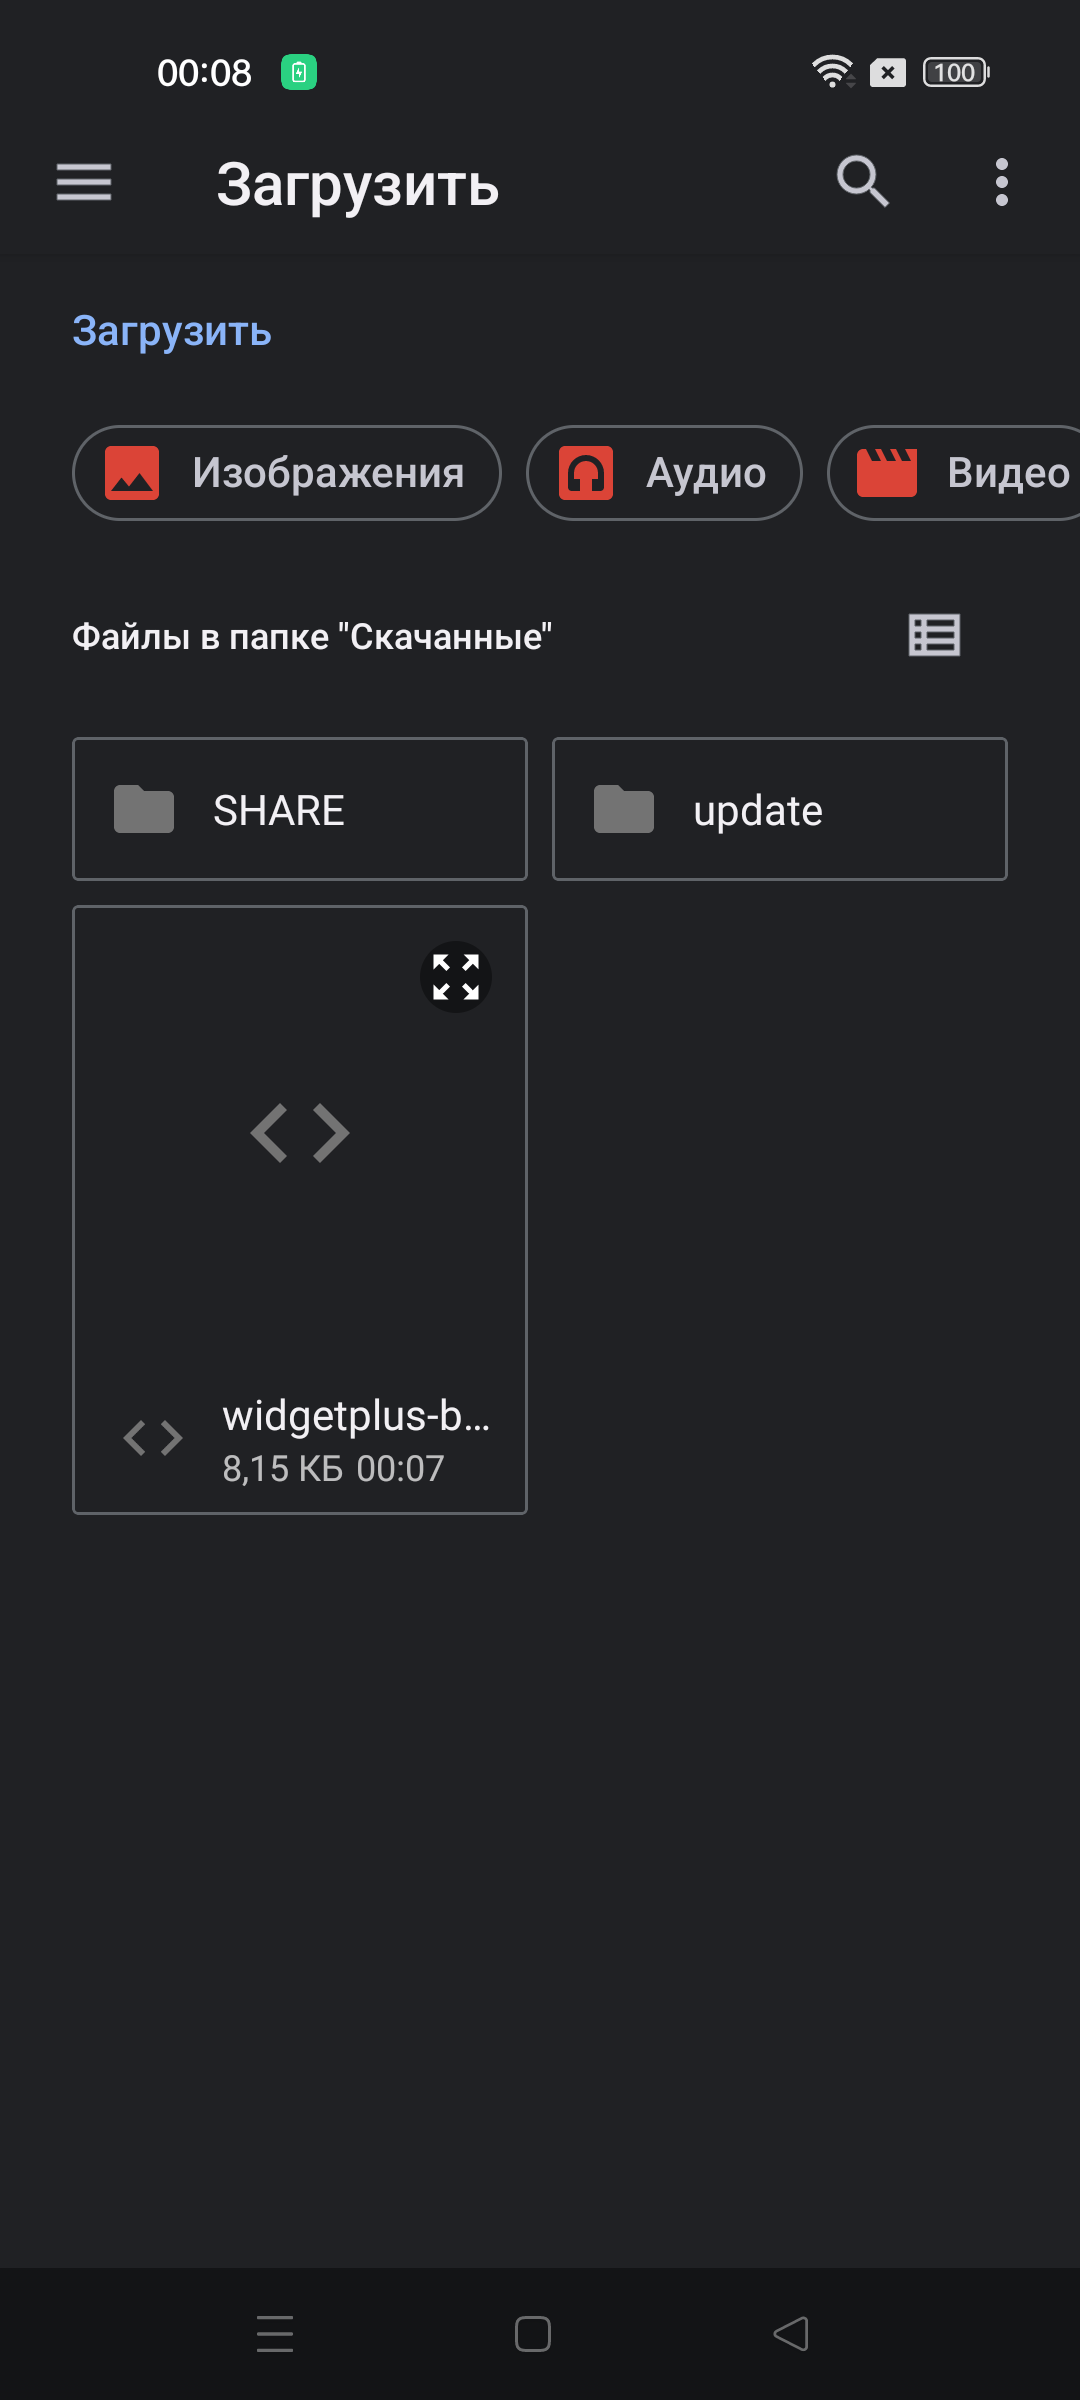 00:08
100
Загрузить
Загрузить
Изображения
Аудио
Видео
Файлы в папке "Скачанные"
SHARE
update
widgetplus-b...
8,15 КБ 00:07